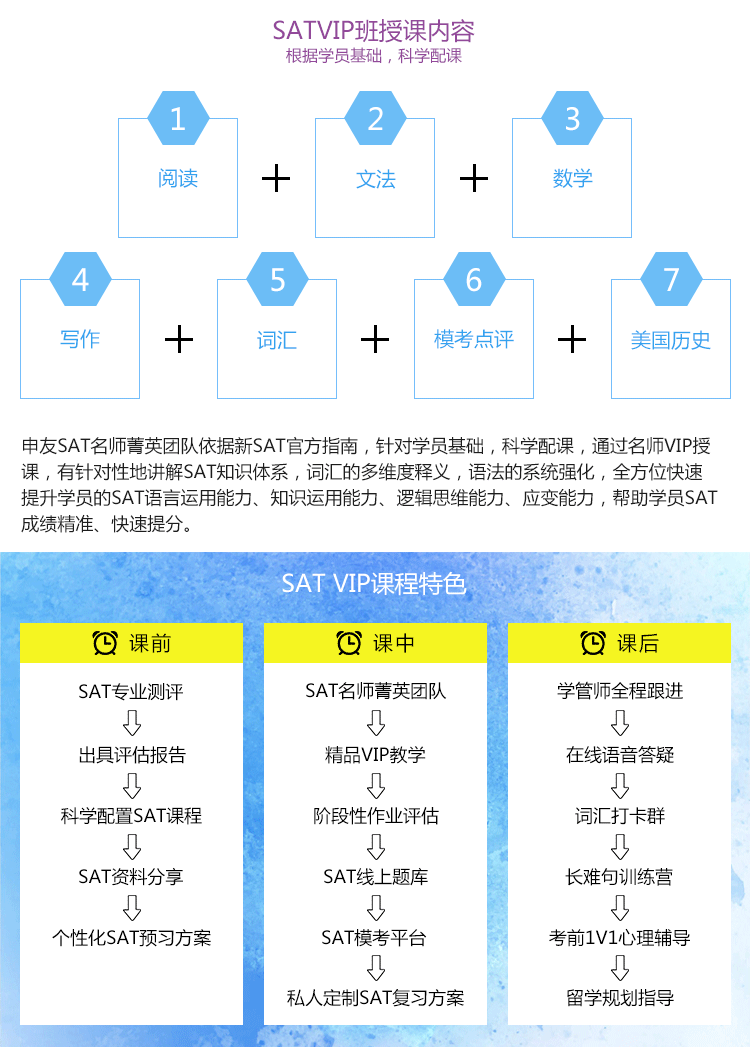 SATVIP班授课内容
根据学员基础，科学配课
1
2
3
阅读
文法
数学
4
5
6
7
写作
词汇
模考点评
美国历史
申友SAT名师菁英团队依据新SAT官方指南，针对学员基础，科学配课，通过名师VIP授
课，有针对性地讲解SAT知识体系，词汇的多维度释义，语法的系统强化，全方位快速
提升学员的SAT语言运用能力、知识运用能力、逻辑思维能力、应变能力，帮助学员SAT
成绩精准、快速提分。
SAT VIP课程特色
课前
SAT专业测评
出具评估报告
科学配置SAT课程
SAT资料分享
个性化SAT预习方案
课中
SAT名师菁英团队
精品VIP教学
阶段性作业评估
SAT线上题库
SAT模考平台
私人定制SAT复习方案
课后
学管师全程跟进
在线语音答疑
词汇打卡群
长难句训练营
考前1V1心理辅导
留学规划指导